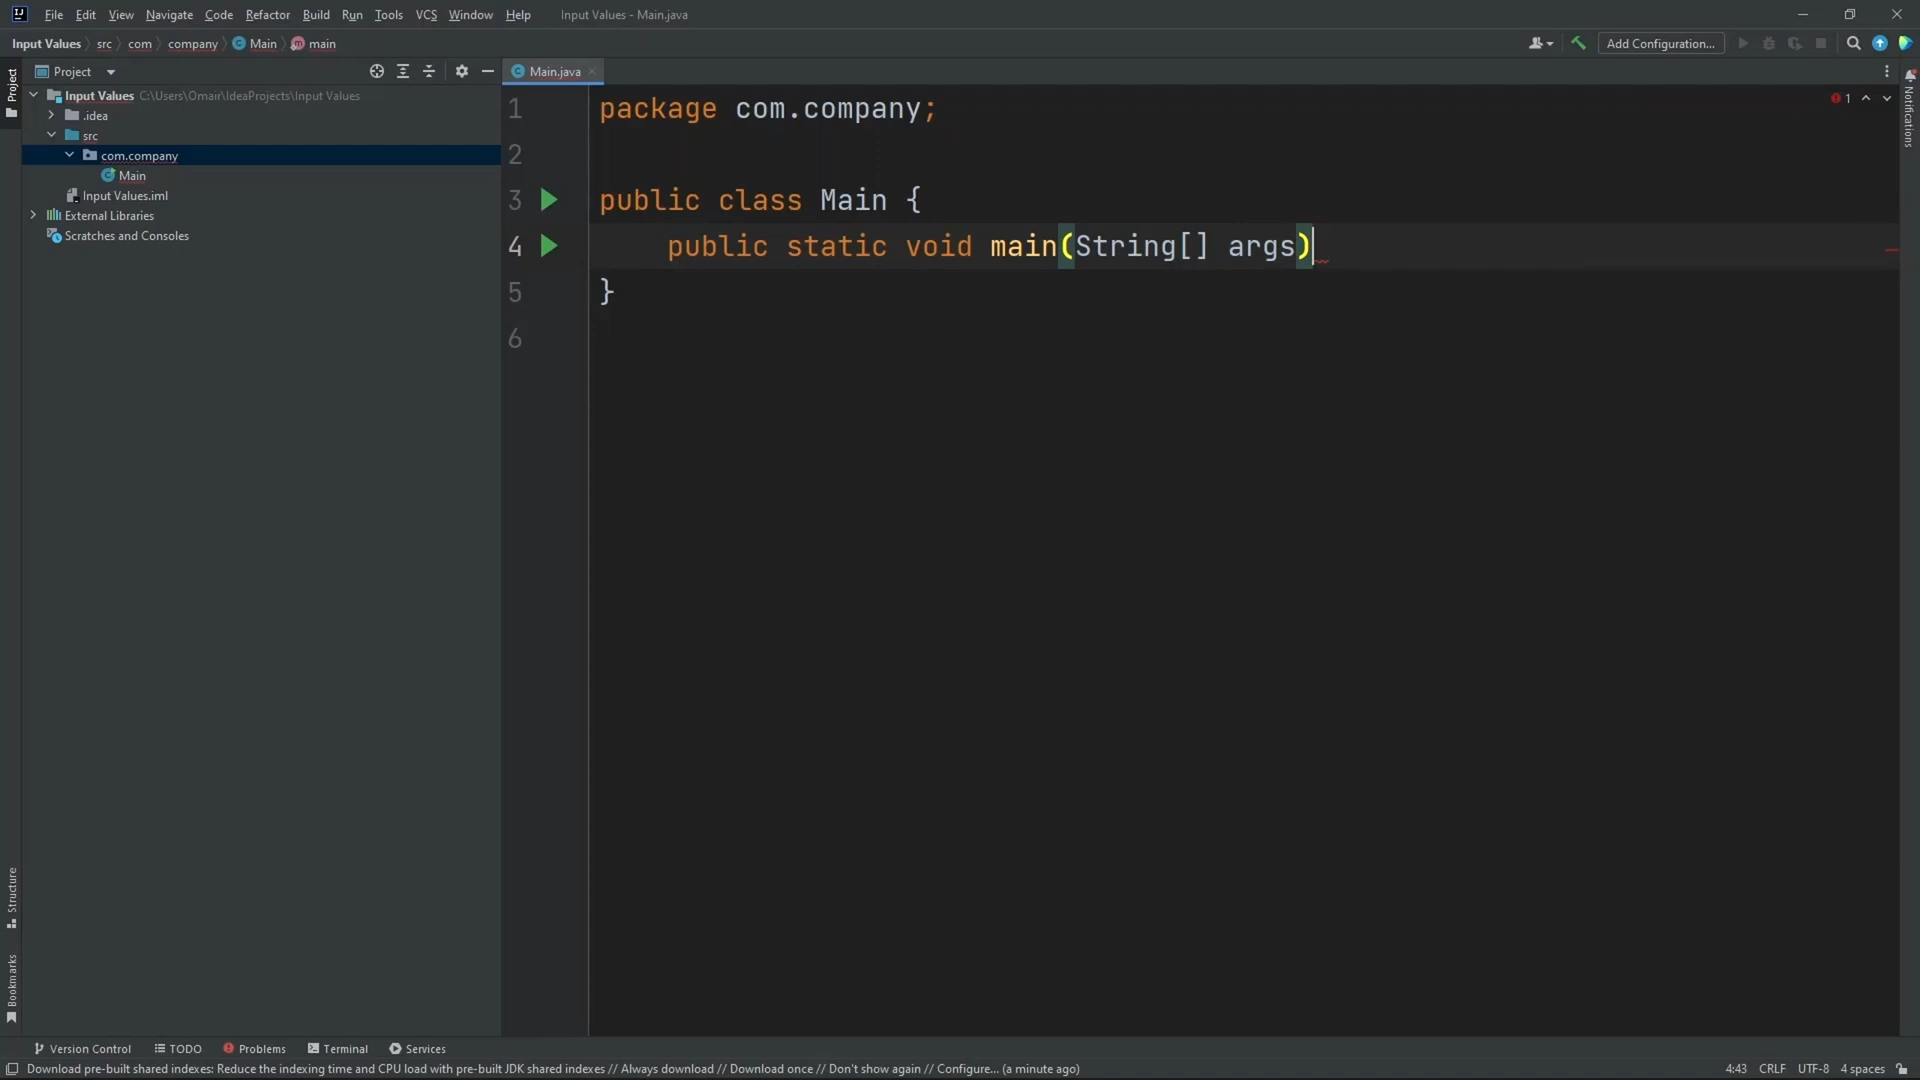 File Edit View Navigate Code Refactor Build Run Tools VCS Window Help Input Values - Main.java
Input Values src com company Main main Add Configuration...
Project Main.java
Project
Input Values C:\Users\Omair\IdeaProjects\Input Values
.idea
src
com.company
Main
Input Values.iml
External Libraries
Scratches and Consoles
1 package com.company;
2
3 public class Main {
4 public static void main(String[] args)
5 }
6
1
Notifications
Structure
Bookmarks
Version Control TODO Problems Terminal Services
Download pre-built shared indexes: Reduce the indexing time and CPU load with pre-built JDK shared indexes // Always download // Download once // Don't show again // Configure... (a minute ago) 4:43 CRLF UTF-8 4 spaces